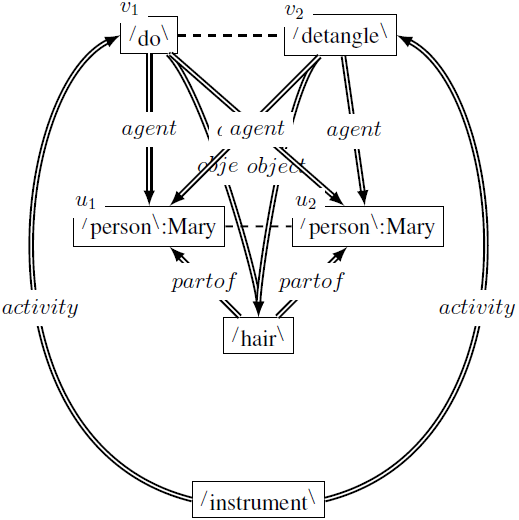 v1 v2
/do\ /detangle\
agent agent agent
obje object
u1 u2
/person\:Mary /person\:Mary
partof partof
activity activity
/hair\
/instrument\